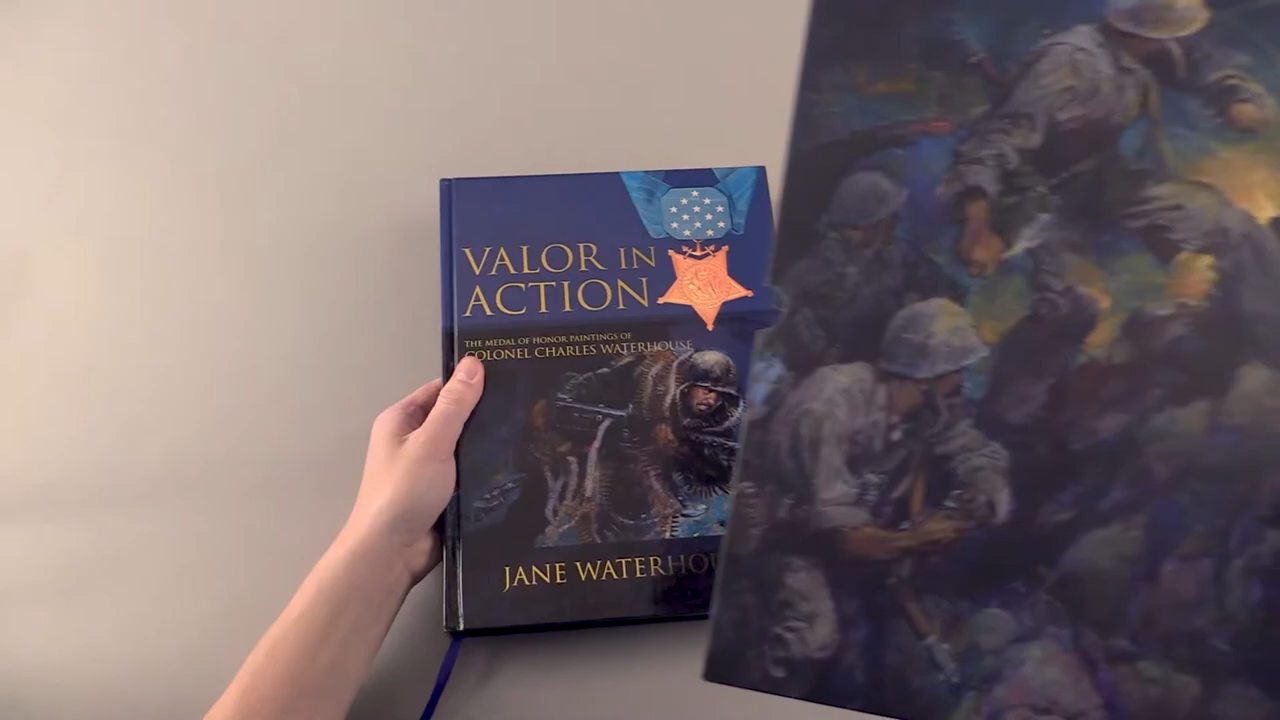 VALOR IN
ACTION
THE MEDAL OF HONOR PAINTINGS OF
COLONEL CHARLES WATERHOUSE
JANE WATERHOU